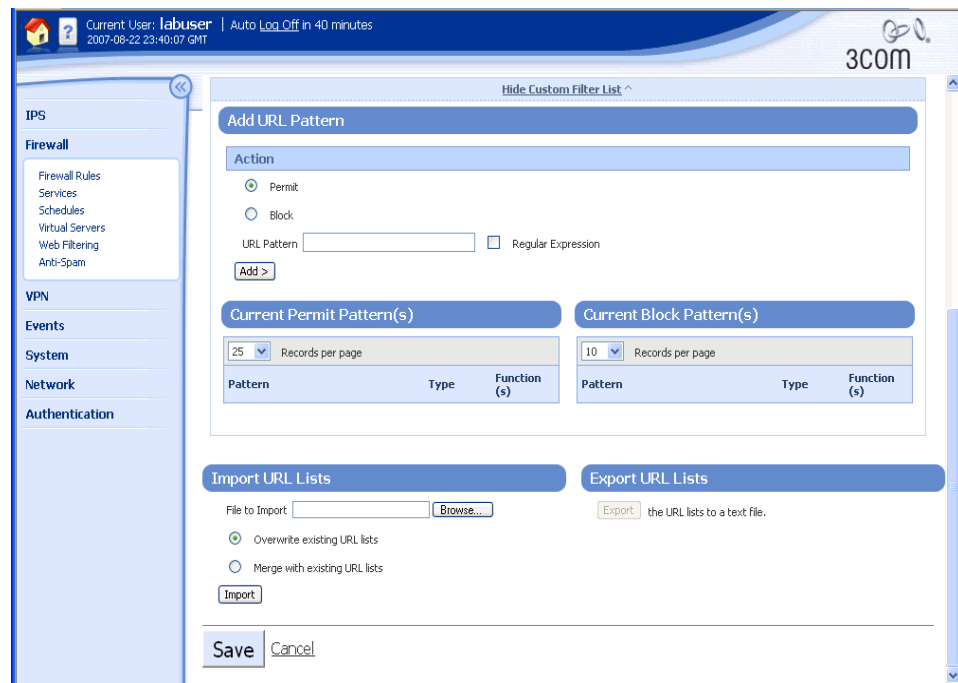 Current User: labuser | Auto Log Off in 40 minutes
2007-08-22 23:40:07 GMT
3COM
IPS
Firewall
Firewall Rules
Services
Schedules
Virtual Servers
Web Filtering
Anti-Spam
VPN
Events
System
Network
Authentication
Hide Custom Filter List ^
Add URL Pattern
Action
Permit
Block
URL Pattern Regular Expression
Add >
Current Permit Pattern(s)
25 Records per page
Pattern Type Function (s)
Current Block Pattern(s)
10 Records per page
Pattern Type Function (s)
Import URL Lists
File to Import Browse...
Overwrite existing URL lists
Merge with existing URL lists
Import
Export URL Lists
Export the URL lists to a text file.
Save Cancel